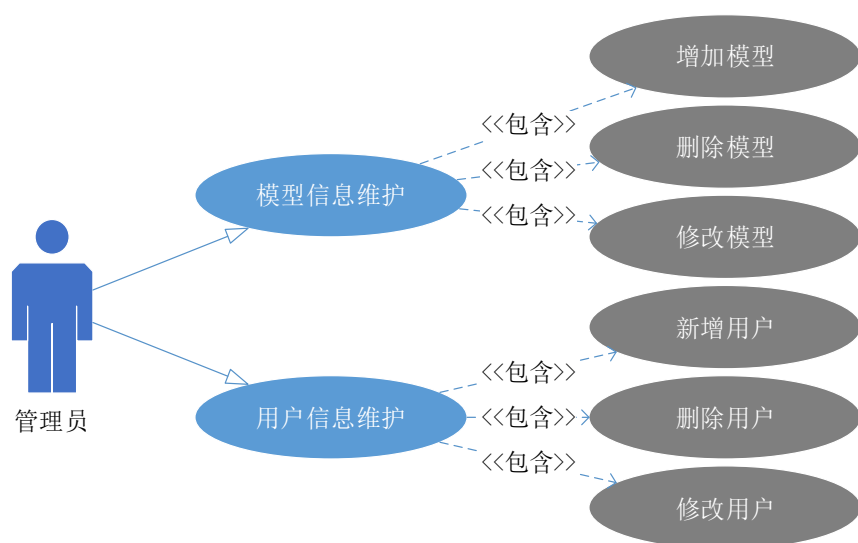 增加模型
<<包含>>
删除模型
<<包含>>
模型信息维护
<<包含>>
修改模型
新增用户
<<包含>>
用户信息维护
<<包含>>
删除用户
管理员
<<包含>>
修改用户